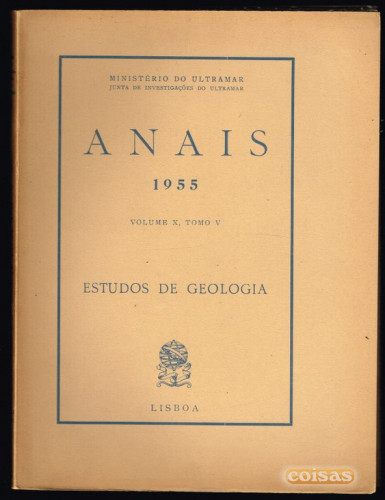 MINISTÉRIO DO ULTRAMAR
JUNTA DE INVESTIGAÇÕES DO ULTRAMAR
ANAIS
1955
VOLUME X, TOMO V
ESTUDOS DE GEOLOGIA
LISBOA
coisas